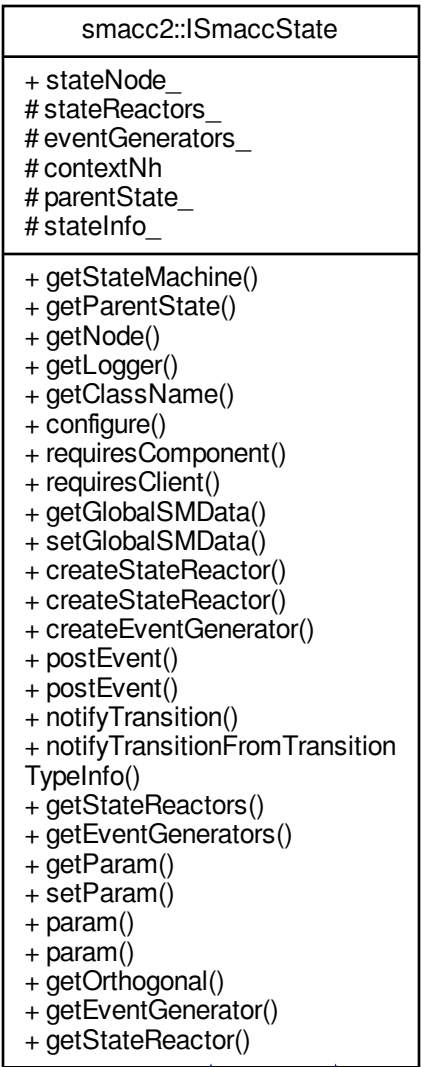 smacc2::ISmaccState
+ stateNode_
# stateReactors_
# eventGenerators_
# contextNh
# parentState_
# stateInfo_
+ getStateMachine()
+ getParentState()
+ getNode()
+ getLogger()
+ getClassName()
+ configure()
+ requiresComponent()
+ requiresClient()
+ getGlobalSMData()
+ setGlobalSMData()
+ createStateReactor()
+ createStateReactor()
+ createEventGenerator()
+ postEvent()
+ postEvent()
+ notifyTransition()
+ notifyTransitionFromTransition
TypeInfo()
+ getStateReactors()
+ getEventGenerators()
+ getParam()
+ setParam()
+ param()
+ param()
+ getOrthogonal()
+ getEventGenerator()
+ getStateReactor()